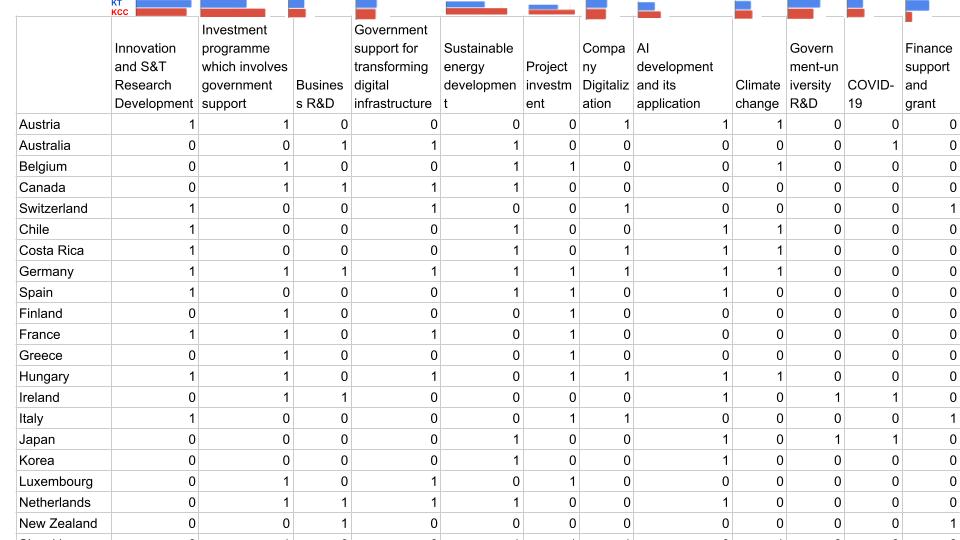 KT
KCC
Innovation and S&T Research Development | Investment programme which involves government support | Busines s R&D | Government support for transforming digital infrastructure | Sustainable energy developmen t | Project investm ent | Compa ny Digitaliz ation | AI development and its application | Climate change | Govern ment-un iversity R&D | COVID- 19 | Finance support and grant
Austria 1 1 0 0 0 0 1 1 1 0 0 0
Australia 0 0 1 1 1 0 0 0 0 0 1 0
Belgium 0 1 0 0 1 1 0 0 1 0 0 0
Canada 0 1 1 1 1 0 0 0 0 0 0 0
Switzerland 1 0 0 1 0 0 1 0 0 0 0 1
Chile 1 0 0 0 1 0 0 1 1 0 0 0
Costa Rica 1 0 0 0 1 0 1 1 1 0 0 0
Germany 1 1 1 1 1 1 1 1 1 0 0 0
Spain 1 0 0 0 1 1 0 1 0 0 0 0
Finland 0 1 0 0 0 1 0 0 0 0 0 0
France 1 1 0 1 0 1 0 0 0 0 0 0
Greece 0 1 0 0 0 1 0 0 0 0 0 0
Hungary 1 1 0 1 0 1 1 1 1 0 0 0
Ireland 0 1 1 0 0 0 0 1 0 1 1 0
Italy 1 0 0 0 0 1 1 0 0 0 0 1
Japan 0 0 0 0 1 0 0 1 0 1 1 0
Korea 0 0 0 0 1 0 0 1 0 0 0 0
Luxembourg 0 1 0 1 0 1 0 0 0 0 0 0
Netherlands 0 1 1 1 1 0 0 1 0 0 0 0
New Zealand 0 0 1 0 0 0 0 0 0 0 0 1